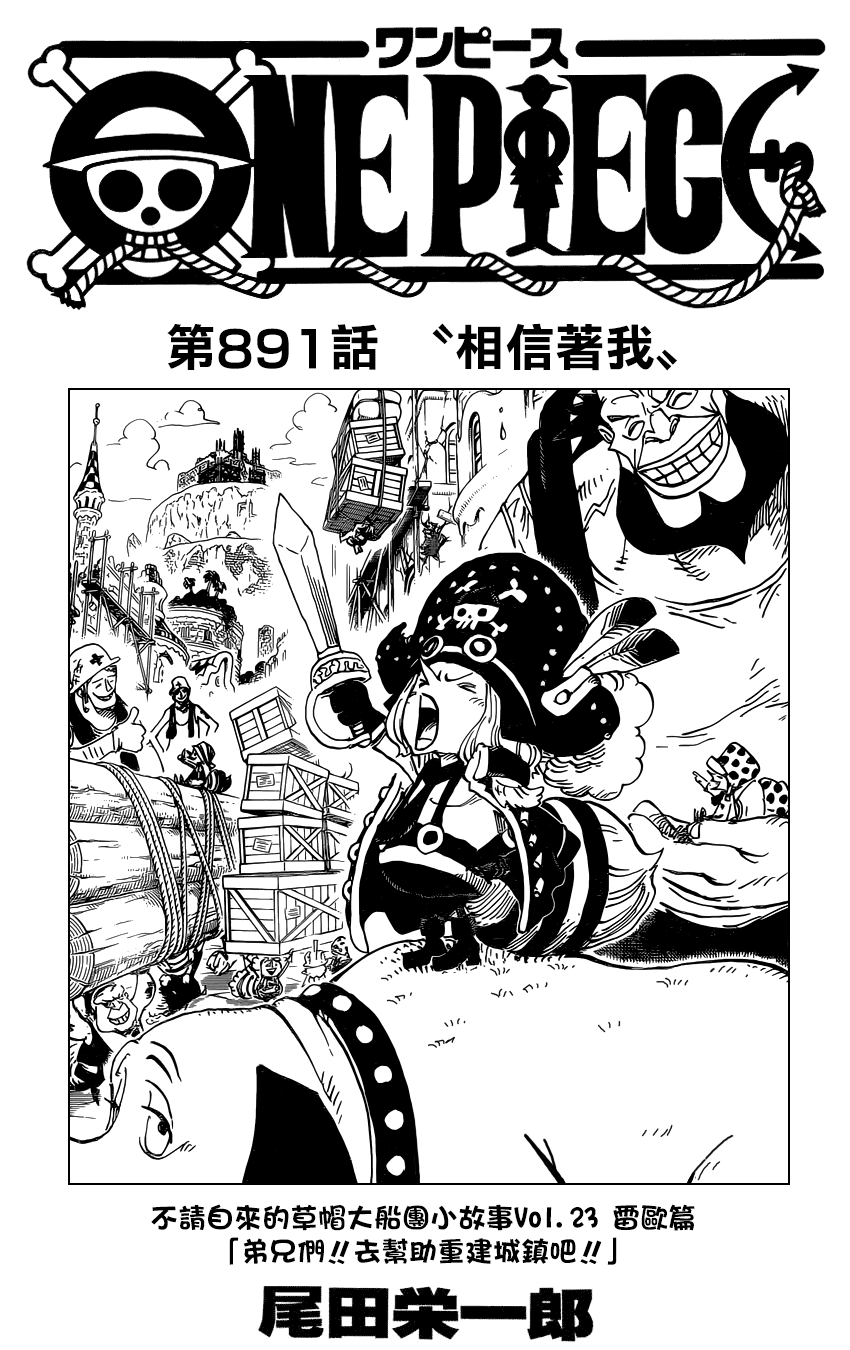 ワンピース
ONE PIECE
第891話 〝相信著我〟
不請自來的草帽大船團小故事Vol.23 雷歐篇
「弟兄們!!去幫助重建城鎮吧!!」
尾田栄一郎